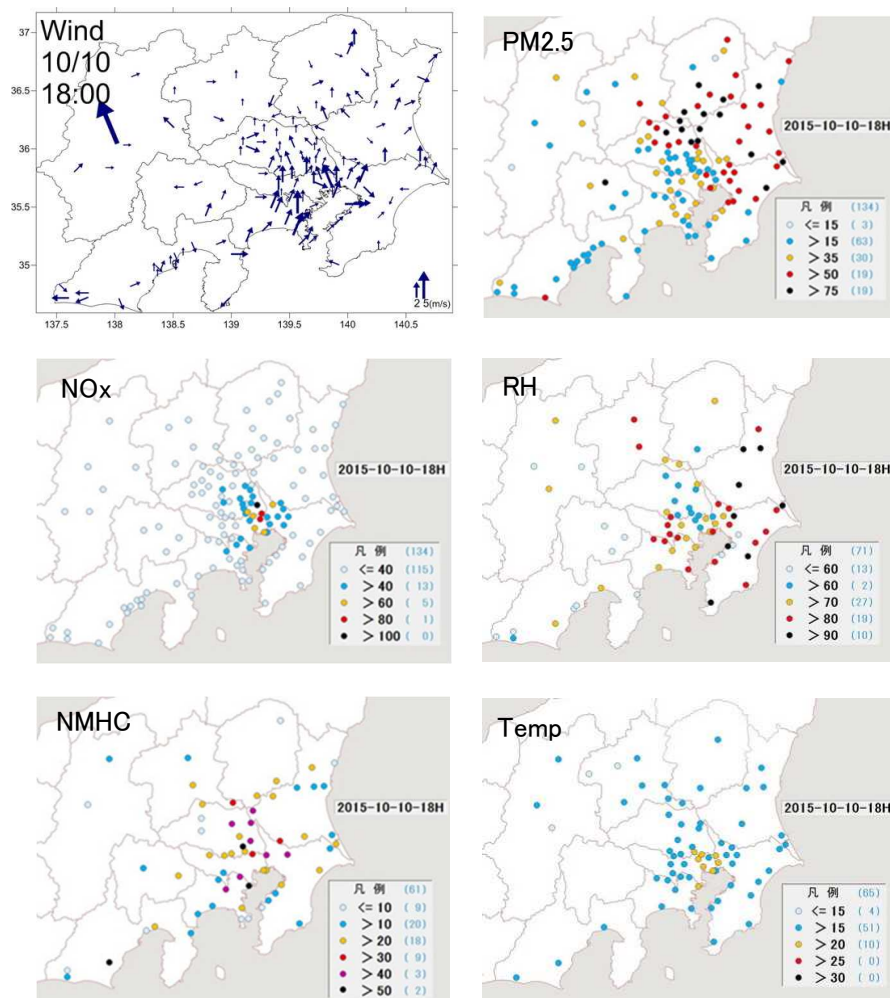 Wind
10/10
18:00
37
36.5
36
35.5
35
137.5 138 138.5 139 139.5 140 140.5
2 5(m/s)
PM2.5
2015-10-10-18H
凡 例 (134)
<= 15 ( 3)
> 15 (63)
> 35 (30)
> 50 (19)
> 75 (19)
NOx
2015-10-10-18H
凡 例 (134)
<= 40 (115)
> 40 ( 13)
> 60 ( 5)
> 80 ( 1)
> 100 ( 0)
RH
2015-10-10-18H
凡 例 (71)
<= 60 (13)
> 60 ( 2)
> 70 (27)
> 80 (19)
> 90 (10)
NMHC
2015-10-10-18H
凡 例 (61)
<= 10 ( 9)
> 10 (20)
> 20 (18)
> 30 ( 9)
> 40 ( 3)
> 50 ( 2)
Temp
2015-10-10-18H
凡 例 (65)
<= 15 ( 4)
> 15 (51)
> 20 (10)
> 25 ( 0)
> 30 ( 0)